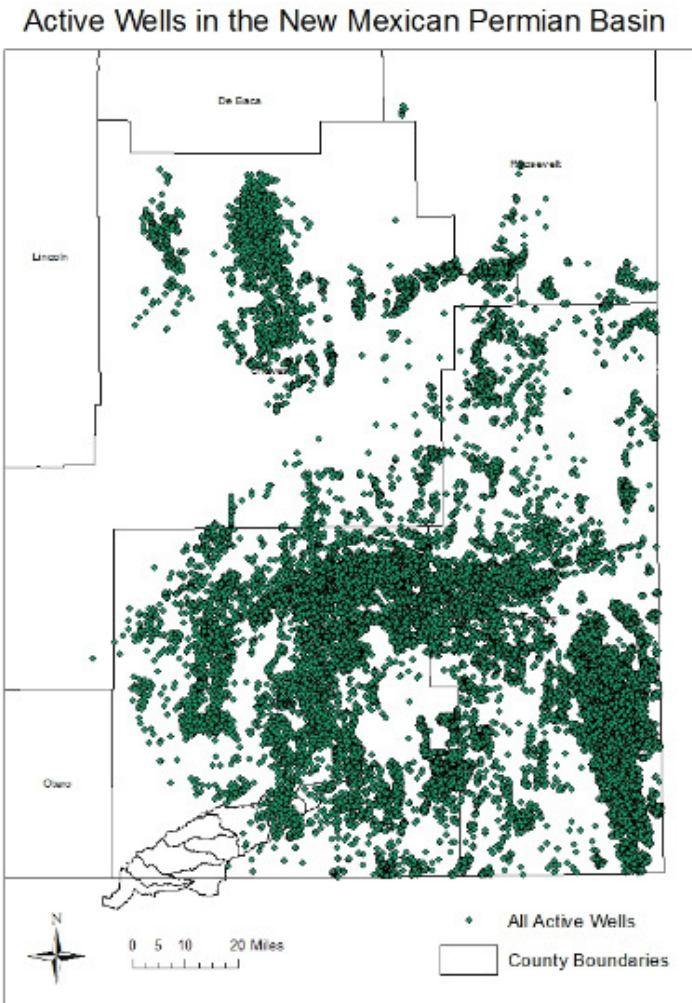 Active Wells in the New Mexican Permian Basin
De Baca
Roosevelt
Lincoln
Otero
N
0 5 10 20 Miles
All Active Wells
County Boundaries